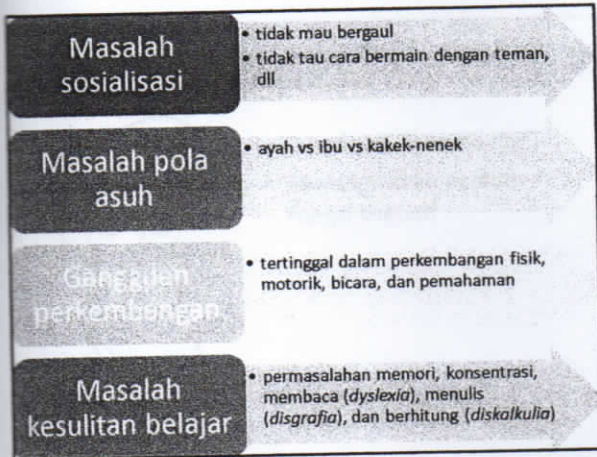 Masalah
sosialisasi
• tidak mau bergaul
• tidak tau cara bermain dengan teman,
dll
Masalah pola
asuh
• ayah vs ibu vs kakek-nenek
Gangguan
perkembangan
• tertinggal dalam perkembangan fisik,
motorik, bicara, dan pemahaman
Masalah
kesulitan belajar
• permasalahan memori, konsentrasi,
membaca (dyslexia), menulis
(disgrafia), dan berhitung (diskalkulia)